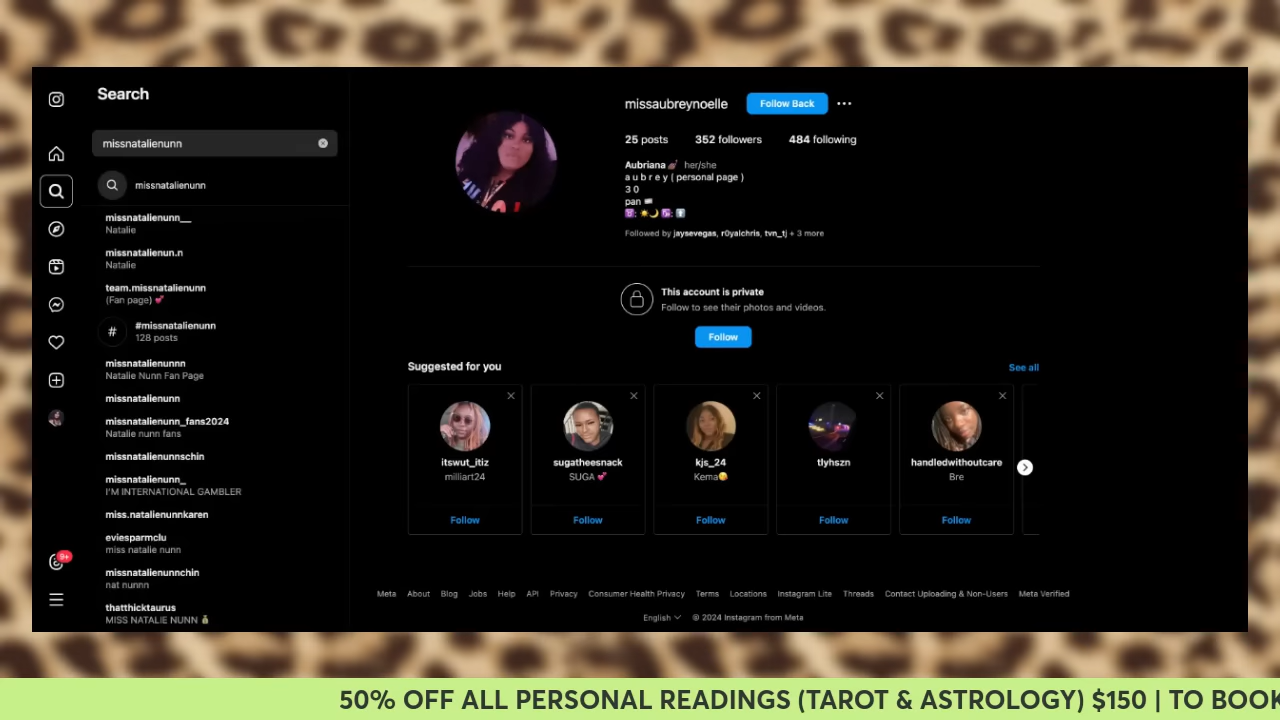 Search
missnatalienunn
missnatalienunn
missnatalienunn__
Natalie
missnatalienun.n
Natalie
team.missnatalienunn
(Fan page) 💕
#
#missnatalienunn
128 posts
missnatalienunnn
Natalie Nunn Fan Page
missnatalienunn
missnatalienunn_fans2024
Natalie nunn fans
missnatalienunnschin
missnatalienunn_
I'M INTERNATIONAL GAMBLER
miss.natalienunnkaren
eviesparmclu
miss natalie nunn
missnatalienunnchin
nat nunnn
thatthicktaurus
MISS NATALIE NUNN 💰
9+
missaubreynoelle
Follow Back
25 posts 352 followers 484 following
Aubriana her/she
a u b r e y ( personal page )
3 0
pan
Followed by jaysevegas, r0yalchris, tvn_tj + 3 more
This account is private
Follow to see their photos and videos.
Follow
Suggested for you
See all
itswut_itiz
milliart24
Follow
sugatheesnack
SUGA 💕
Follow
kjs_24
Kema
Follow
tlyhszn
Follow
handledwithoutcare
Bre
Follow
Meta About Blog Jobs Help API Privacy Consumer Health Privacy Terms Locations Instagram Lite Threads Contact Uploading & Non-Users Meta Verified
English © 2024 Instagram from Meta
50% OFF ALL PERSONAL READINGS (TAROT & ASTROLOGY) $150 | TO BOOK